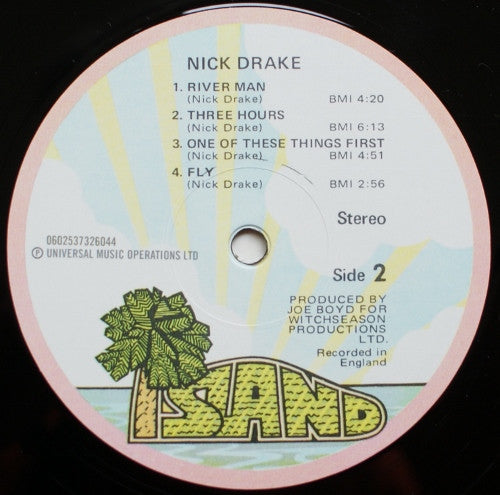 NICK DRAKE
1. RIVER MAN
(Nick Drake) BMI 4:20
2. THREE HOURS
(Nick Drake) BMI 6:13
3. ONE OF THESE THINGS FIRST
(Nick Drake) BMI 4:51
4. FLY
(Nick Drake) BMI 2:56
Stereo
0602537326044
Ⓟ UNIVERSAL MUSIC OPERATIONS LTD
Side 2
PRODUCED BY
JOE BOYD FOR
WITCHSEASON
PRODUCTIONS
LTD.
Recorded in
England
ISLAND